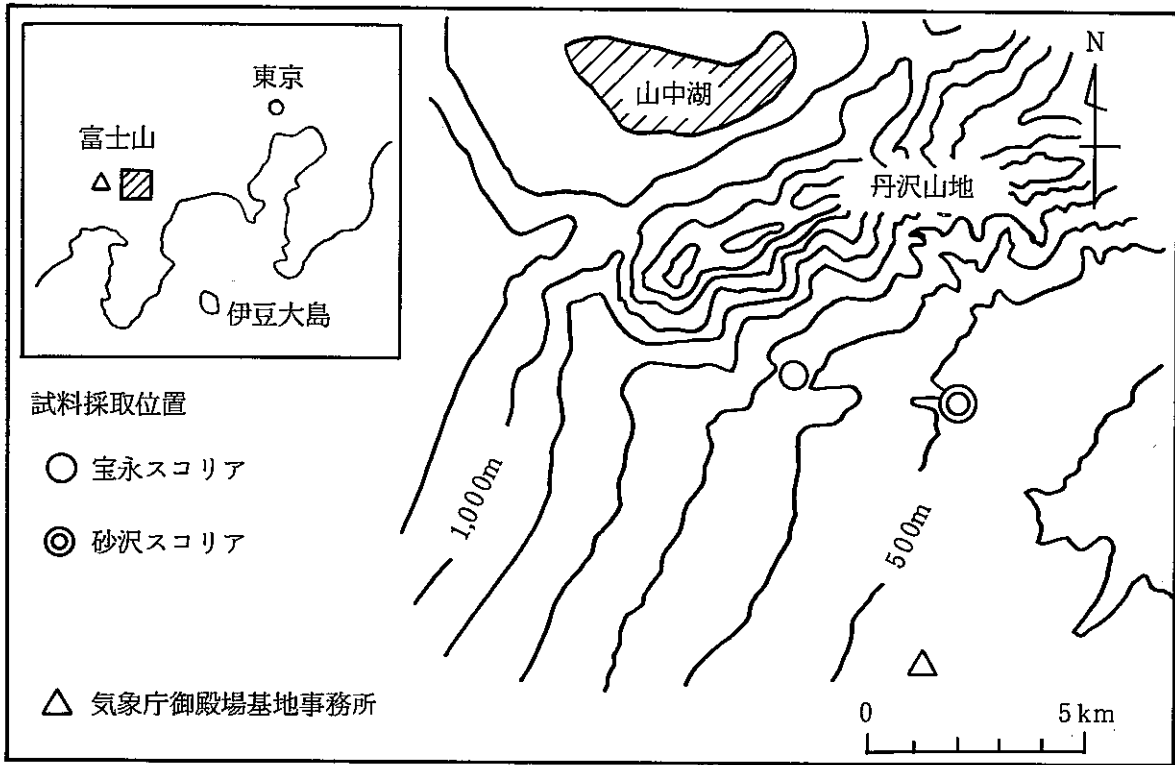 東京
富士山
伊豆大島
山中湖
N
丹沢山地
試料採取位置
宝永スコリア
砂沢スコリア
1,000m
500m
気象庁御殿場基地事務所
0 5km